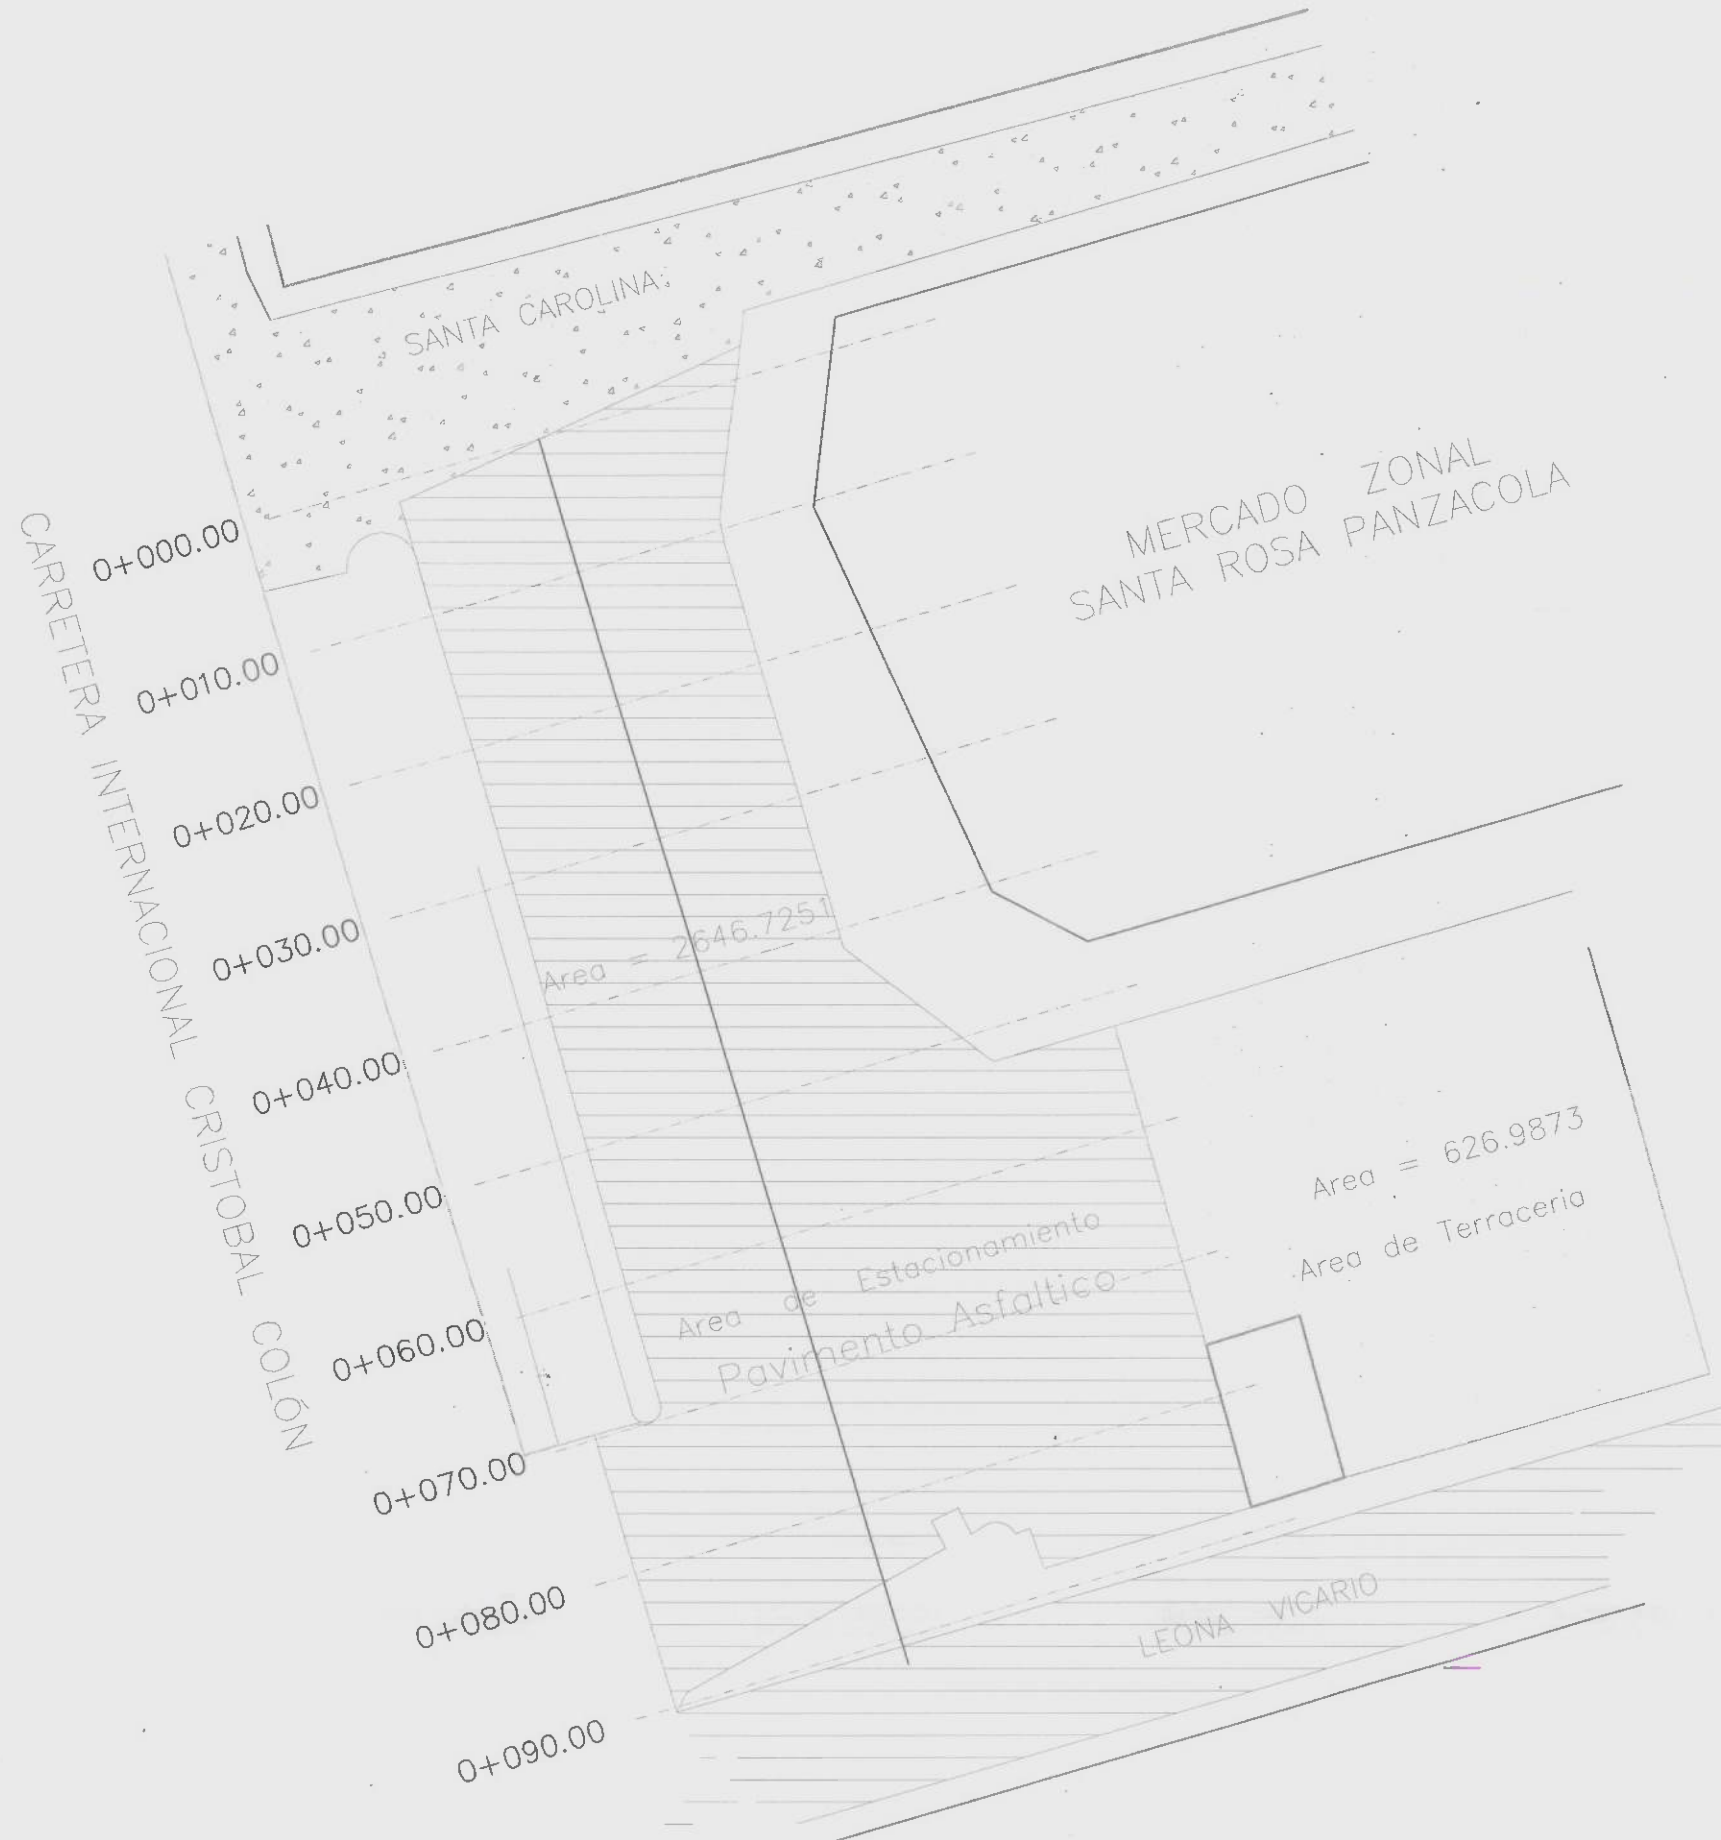 SANTA CAROLINA
MERCADO ZONAL
SANTA ROSA PANZACOLA
CARRETERA INTERNACIONAL CRISTOBAL COLÓN
0+000.00
0+010.00
0+020.00
0+030.00
0+040.00
0+050.00
0+060.00
0+070.00
0+080.00
0+090.00
Area = 2646.7251
Area de Estacionamiento
Pavimento Asfaltico
Area = 626.9873
Area de Terraceria
LEONA VICARIO